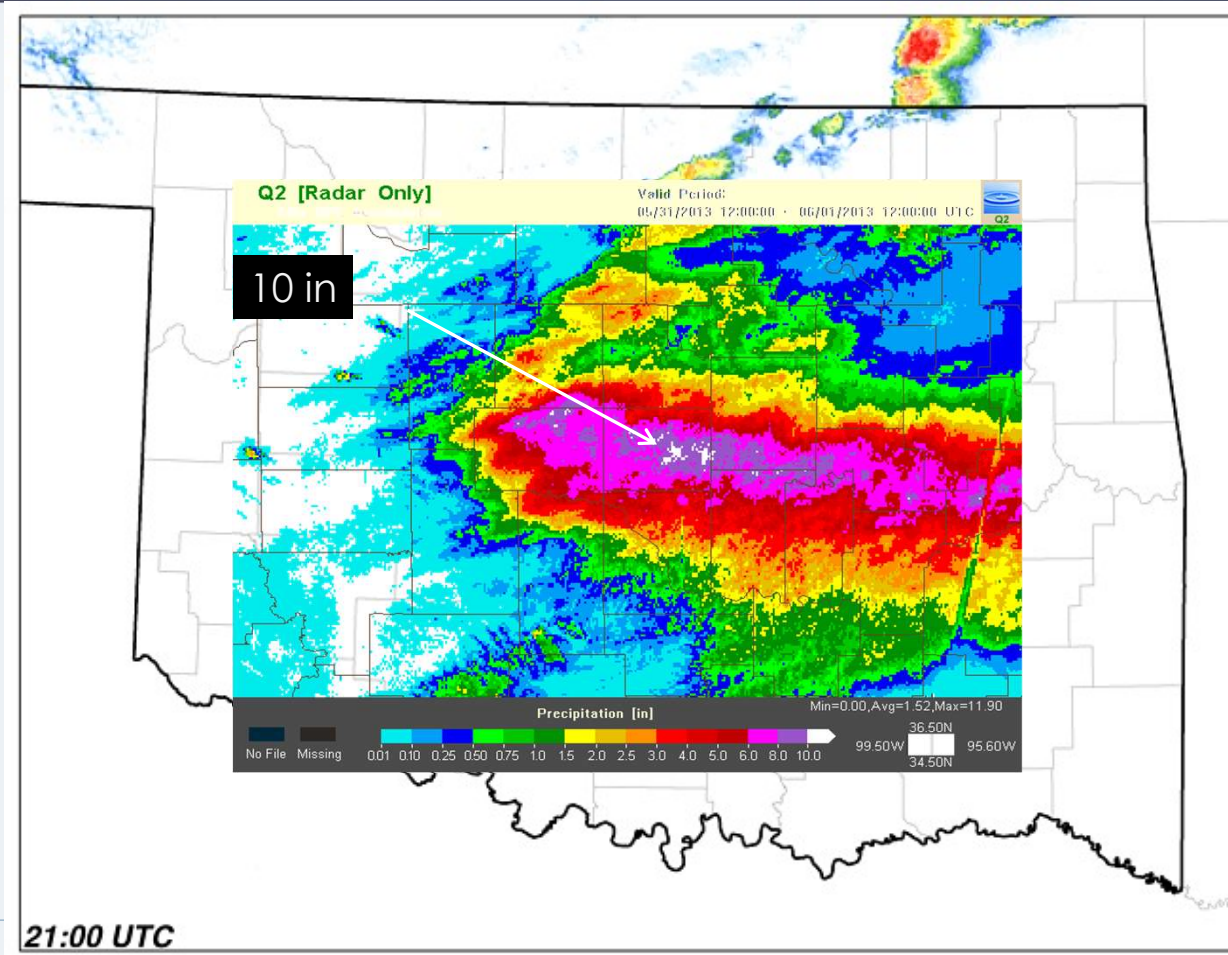 Q2 [Radar Only]
Valid Period:
05/31/2013 12:00:00 - 06/01/2013 12:00:00 UTC
Q2
10 in
Precipitation [in]
Min=0.00,Avg=1.52,Max=11.90
No File Missing
0.01 0.10 0.25 0.50 0.75 1.0 1.5 2.0 2.5 3.0 4.0 5.0 6.0 8.0 10.0
36.50N
99.50W 95.60W
34.50N
21:00 UTC